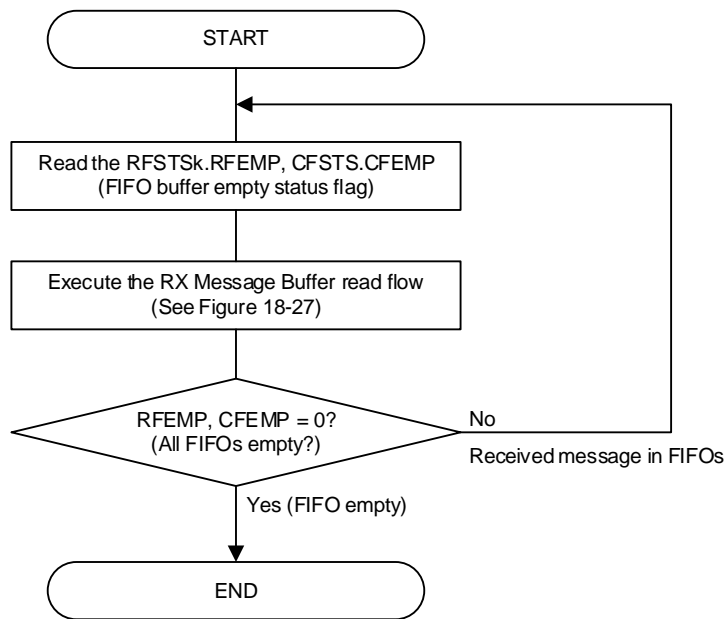 START
Read the RFSTSk.RFEMP, CFSTS.CFEMP
(FIFO buffer empty status flag)
Execute the RX Message Buffer read flow
(See Figure 18-27)
RFEMP, CFEMP = 0?
(All FIFOs empty?)
No
Received message in FIFOs
Yes (FIFO empty)
END